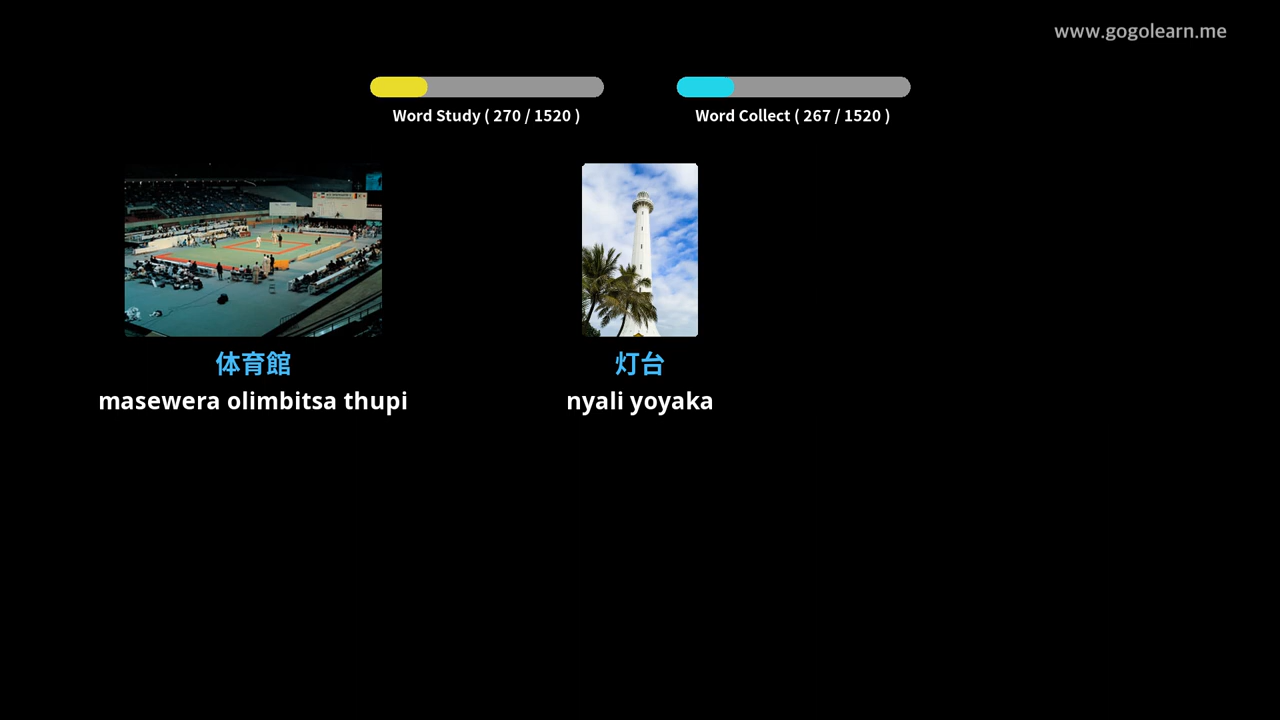 www.gogolearn.me
Word Study ( 270 / 1520 )
Word Collect ( 267 / 1520 )
体育館
masewera olimbitsa thupi
灯台
nyali yoyaka